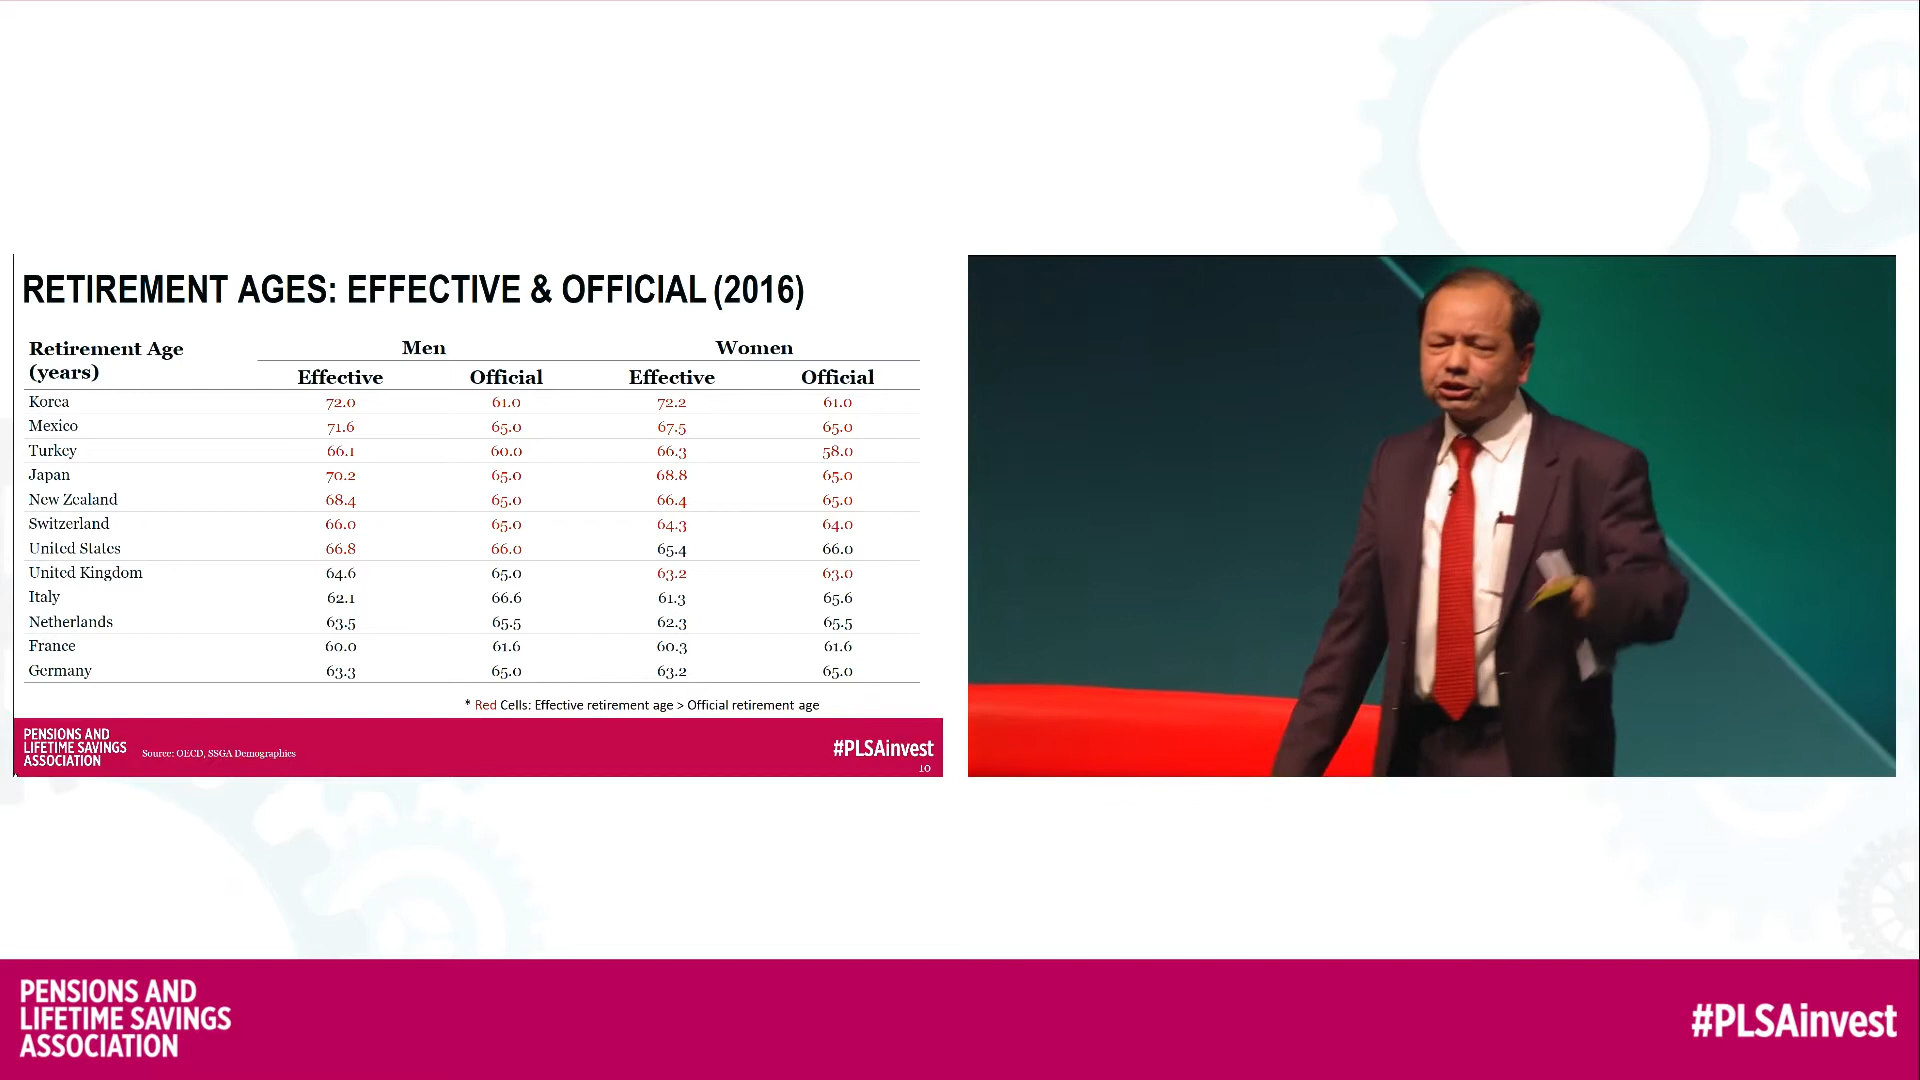 RETIREMENT AGES: EFFECTIVE & OFFICIAL (2016)
Retirement Age (years) Men Women
Effective Official Effective Official
Korea 72.0 61.0 72.2 61.0
Mexico 71.6 65.0 67.5 65.0
Turkey 66.1 60.0 66.3 58.0
Japan 70.2 65.0 68.8 65.0
New Zealand 68.4 65.0 66.4 65.0
Switzerland 66.0 65.0 64.3 64.0
United States 66.8 66.0 65.4 66.0
United Kingdom 64.6 65.0 63.2 63.0
Italy 62.1 66.6 61.3 65.6
Netherlands 63.5 65.5 62.3 65.5
France 60.0 61.6 60.3 61.6
Germany 63.3 65.0 63.2 65.0
* Red Cells: Effective retirement age > Official retirement age
PENSIONS AND
LIFETIME SAVINGS
ASSOCIATION
Source: OECD, SSGA Demographics
#PLSAinvest
10
PENSIONS AND
LIFETIME SAVINGS
ASSOCIATION
#PLSAinvest